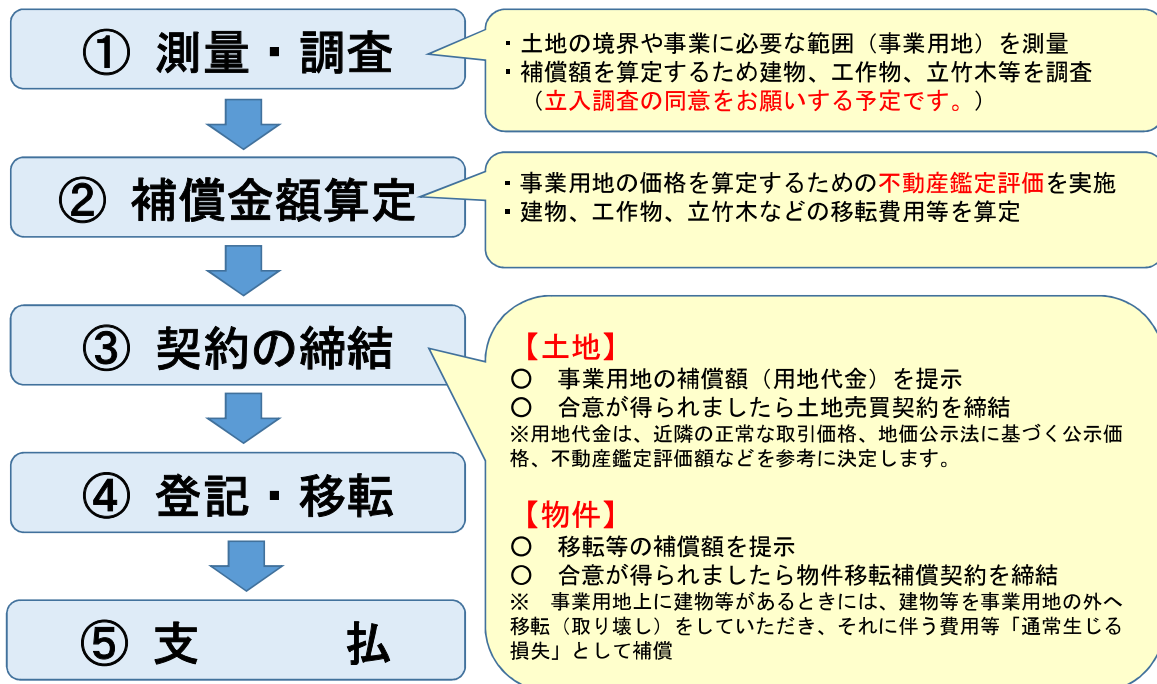 ① 測量・調査
・土地の境界や事業に必要な範囲（事業用地）を測量
・補償額を算定するため建物、工作物、立竹木等を調査
（立入調査の同意をお願いする予定です。）
② 補償金額算定
・事業用地の価格を算定するための不動産鑑定評価を実施
・建物、工作物、立竹木などの移転費用等を算定
③ 契約の締結
【土地】
○　事業用地の補償額（用地代金）を提示
○　合意が得られましたら土地売買契約を締結
※用地代金は、近隣の正常な取引価格、地価公示法に基づく公示価
格、不動産鑑定評価額などを参考に決定します。
【物件】
○　移転等の補償額を提示
○　合意が得られましたら物件移転補償契約を締結
※　事業用地上に建物等があるときには、建物等を事業用地の外へ
移転（取り壊し）をしていただき、それに伴う費用等「通常生じる
損失」として補償
④ 登記・移転
⑤ 支　　　払